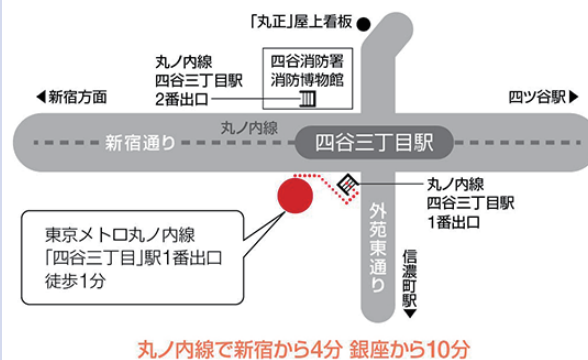 「丸正」屋上看板
丸ノ内線
四谷三丁目駅
2番出口
四谷消防署
消防博物館
◀新宿方面
四ツ谷駅▶
新宿通り
丸ノ内線
四谷三丁目駅
丸ノ内線
四谷三丁目駅
1番出口
外苑東通り
信濃町駅▼
東京メトロ丸ノ内線
「四谷三丁目」駅1番出口
徒歩1分
丸ノ内線で新宿から4分 銀座から10分